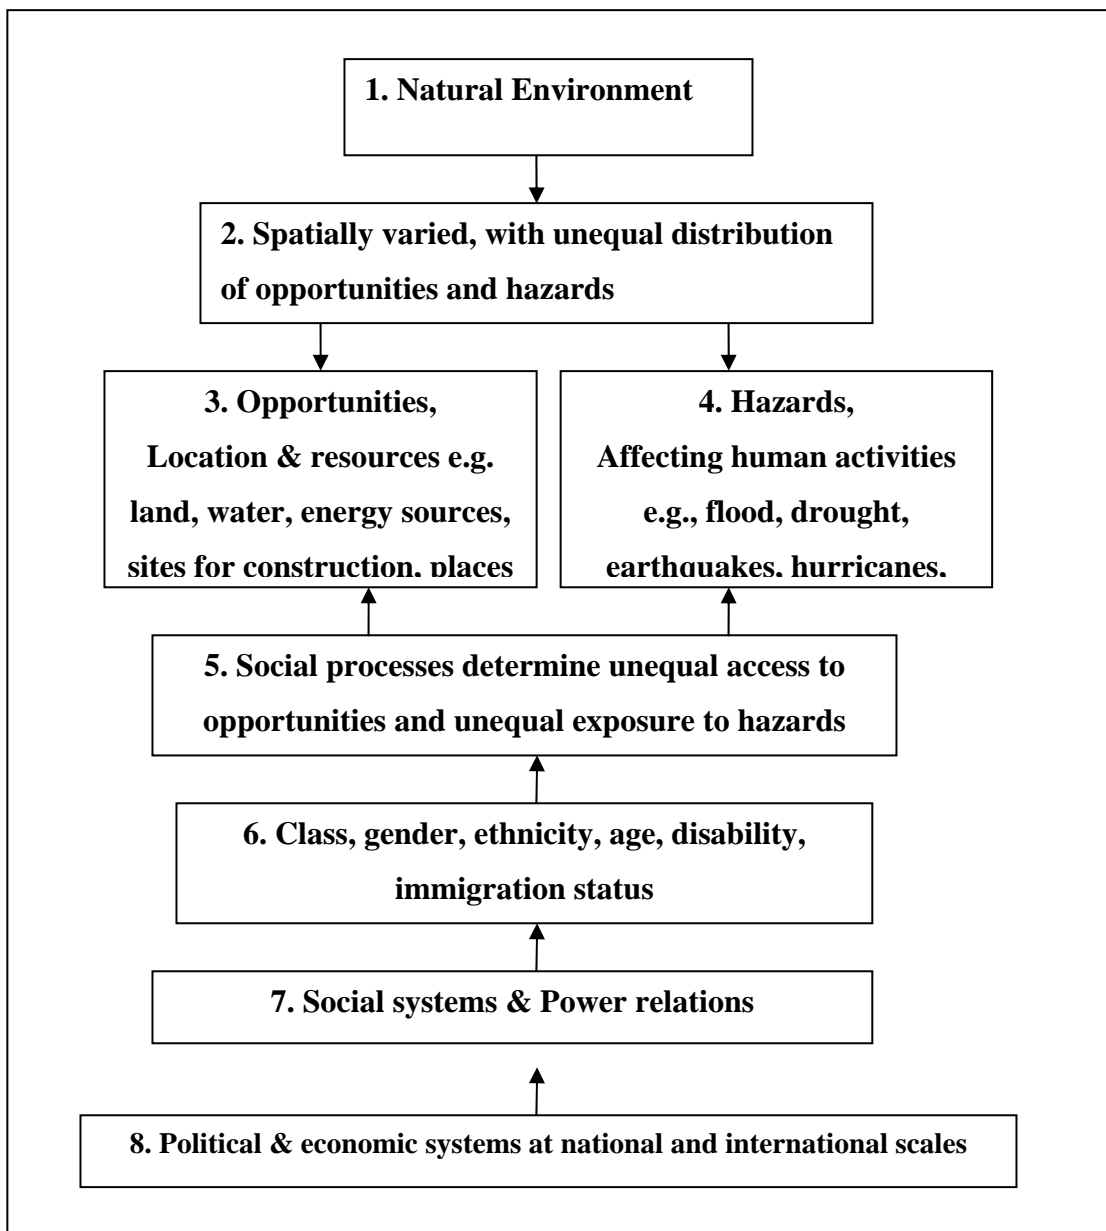 1. Natural Environment
2. Spatially varied, with unequal distribution
of opportunities and hazards
3. Opportunities,
Location & resources e.g.
land, water, energy sources,
sites for construction, places
4. Hazards,
Affecting human activities
e.g., flood, drought,
earthquakes, hurricanes,
5. Social processes determine unequal access to
opportunities and unequal exposure to hazards
6. Class, gender, ethnicity, age, disability,
immigration status
7. Social systems & Power relations
8. Political & economic systems at national and international scales